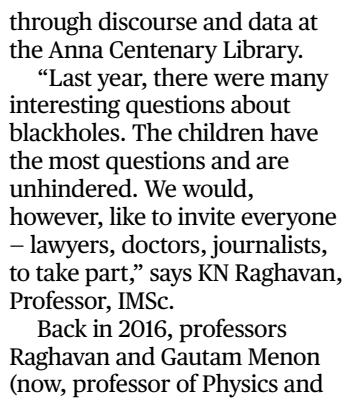 through discourse and data at
the Anna Centenary Library.
“Last year, there were many
interesting questions about
blackholes. The children have
the most questions and are
unhindered. We would,
however, like to invite everyone
– lawyers, doctors, journalists,
to take part,” says KN Raghavan,
Professor, IMSc.
Back in 2016, professors
Raghavan and Gautam Menon
(now, professor of Physics and